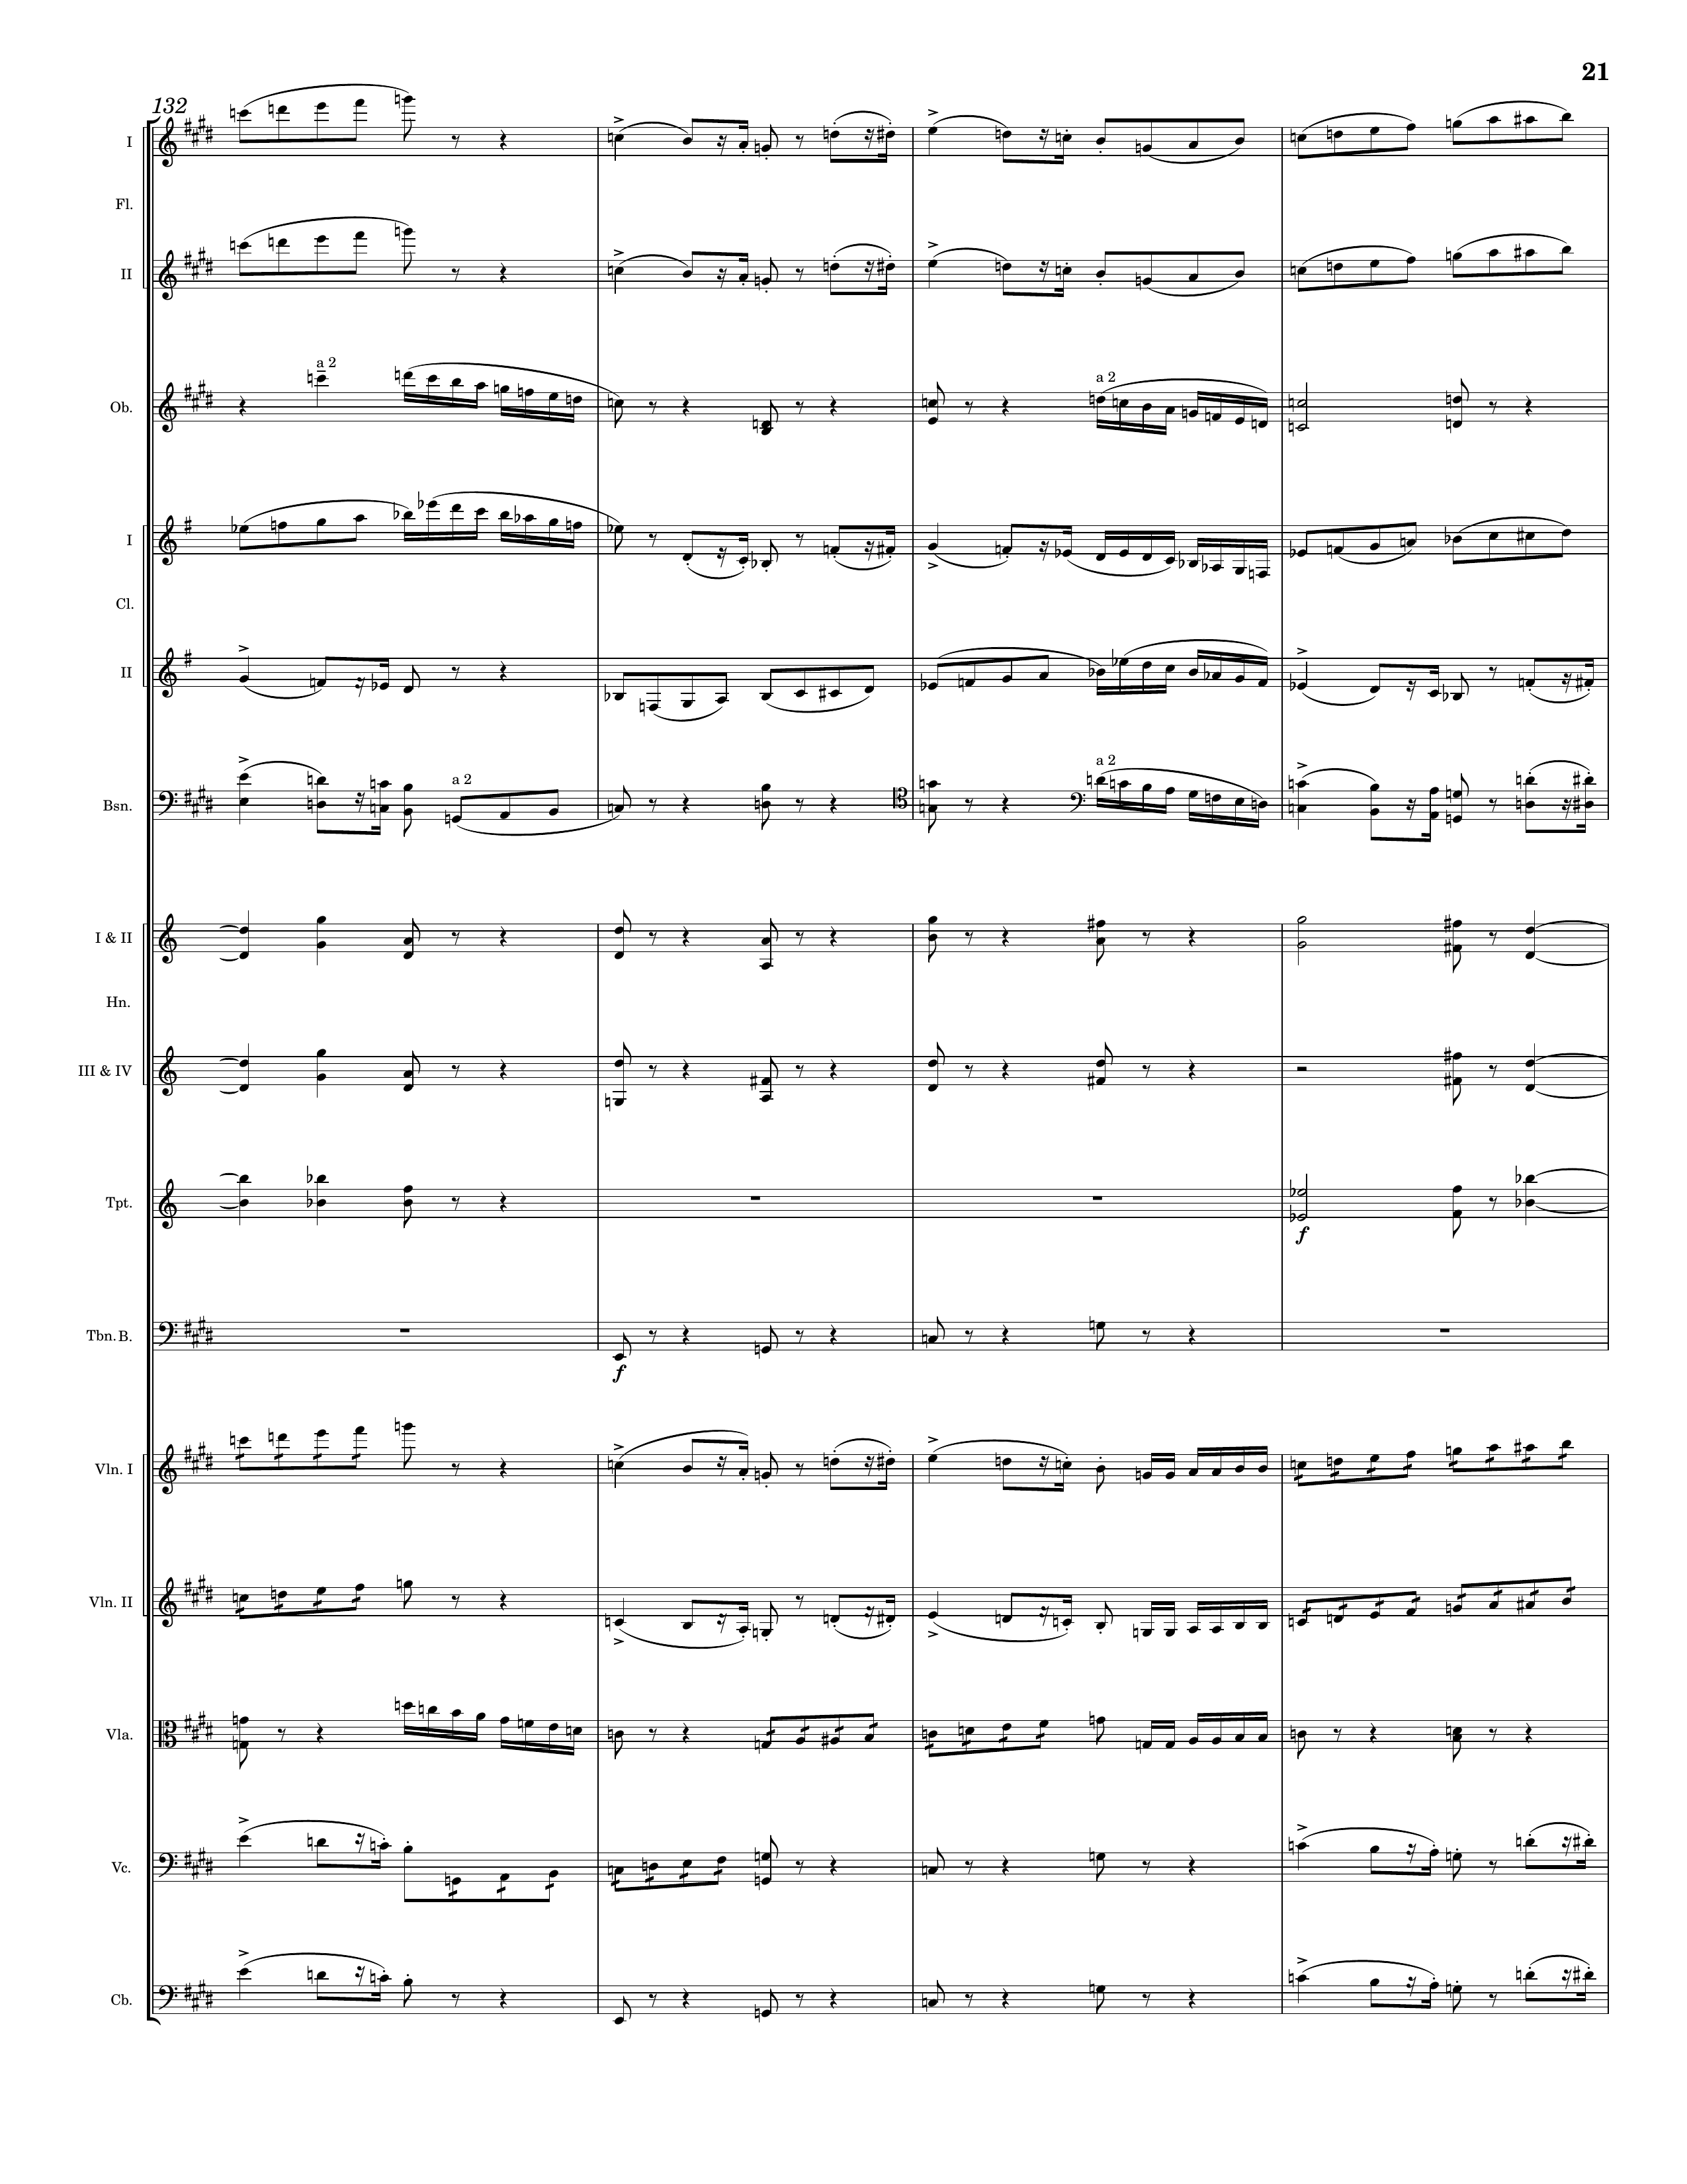 21
132
I
Fl.
II
a 2
a 2
Ob.
I
Cl.
II
a 2
a 2
Bsn.
I & II
Hn.
III & IV
Tpt.
f
Tbn. B.
f
Vln. I
Vln. II
Vla.
Vc.
Cb.